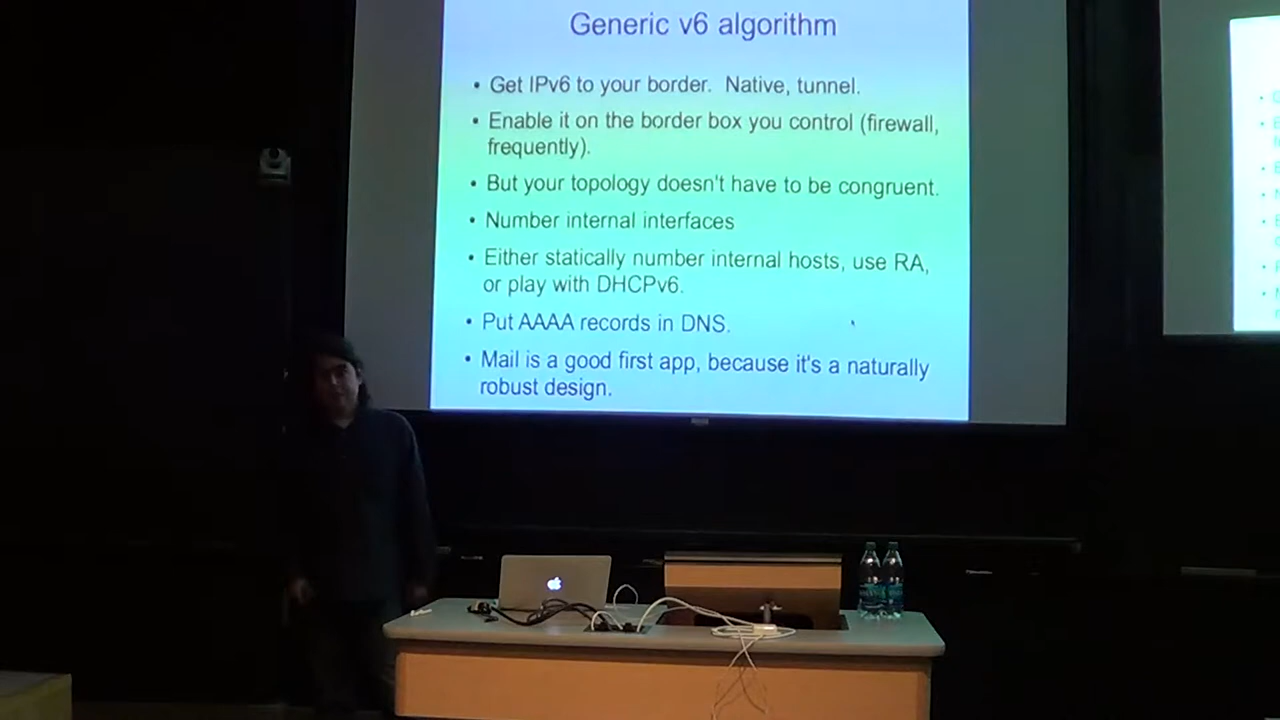 Generic v6 algorithm
• Get IPv6 to your border.  Native, tunnel.
• Enable it on the border box you control (firewall,
frequently).
• But your topology doesn't have to be congruent.
• Number internal interfaces
• Either statically number internal hosts, use RA,
or play with DHCPv6.
• Put AAAA records in DNS.
• Mail is a good first app, because it's a naturally
robust design.